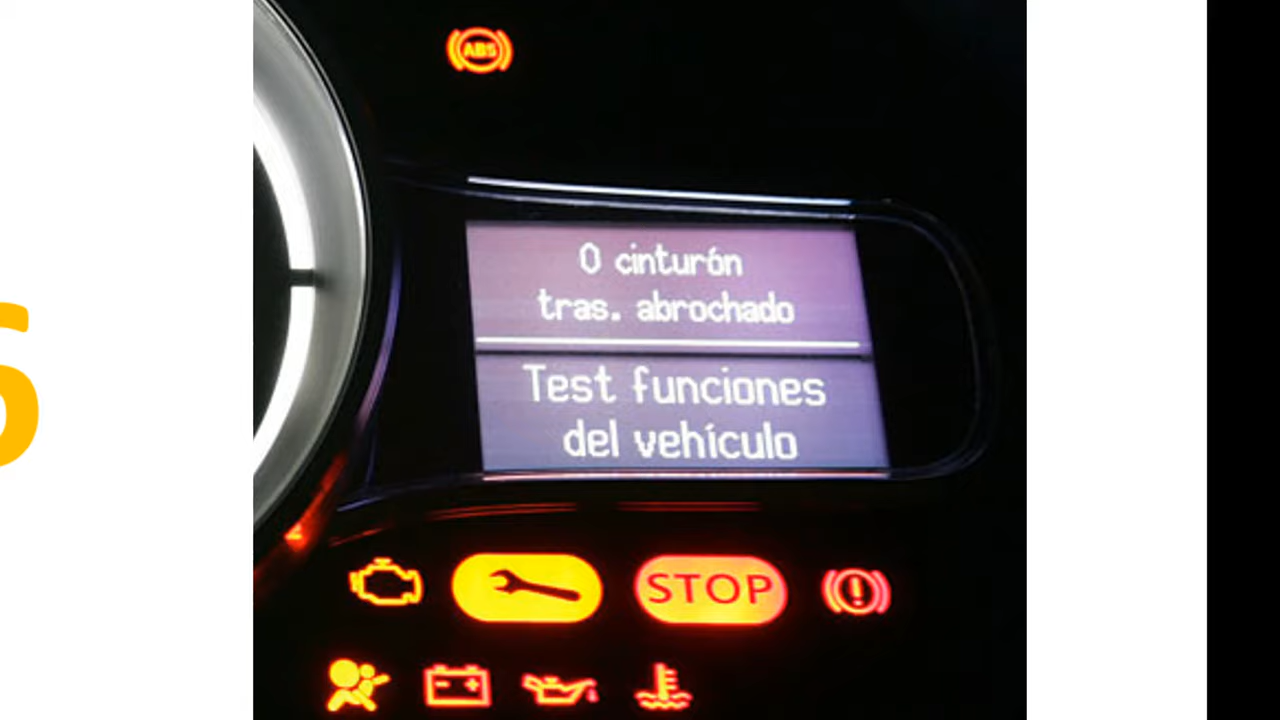 ABS
0 cinturón
tras. abrochado
Test funciones
del vehículo
STOP